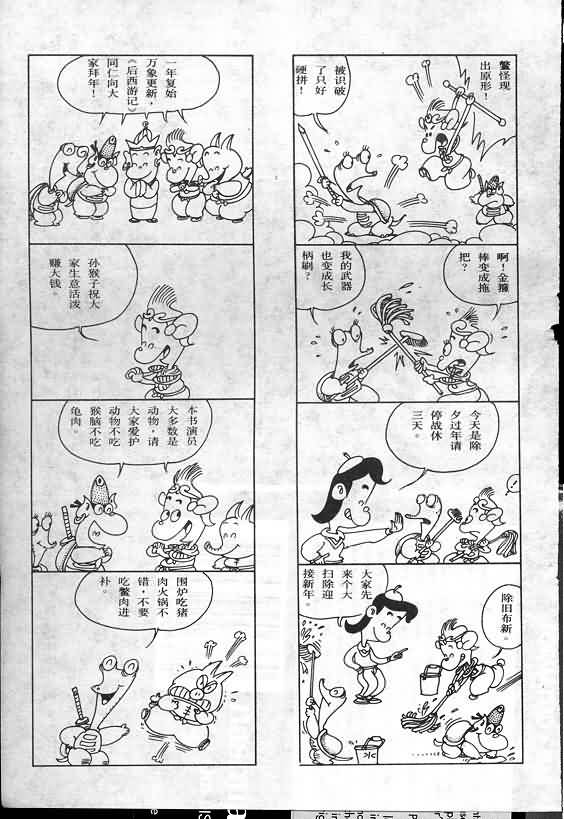 鳖怪现
出原形！
被识破
了只好
硬拼！
啊！金箍
棒变成拖
把？
我的武器
也变成长
柄刷？
今天是除
夕过年请
停战休
三天。
！
除旧布新。
大家先
来个大
扫除迎
接新年。
水
一年复始
万象更新，
《后西游记》
同仁向大
家拜年！
孙猴子祝大
家生意活泼
赚大钱。
本书演员
大多数是
动物，请
大家爱护
动物不吃
猴脑不吃
龟肉。
围炉吃猪
肉火锅不
错，不要
吃鳖肉进
补。